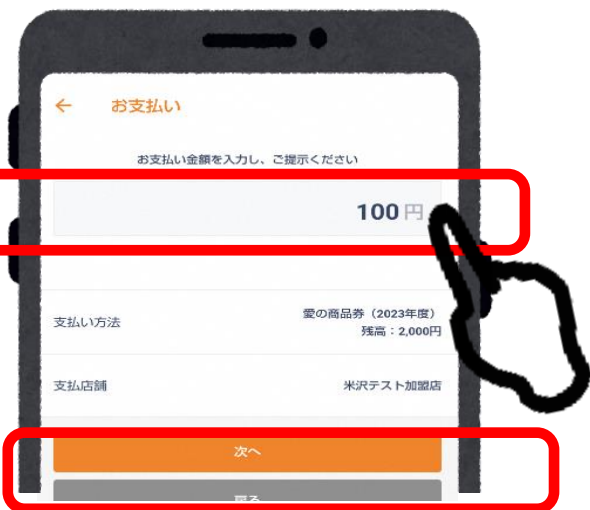 ← お支払い
お支払い金額を入力し、ご提示ください
100円
支払い方法
愛の商品券（2023年度）
残高：2,000円
支払店舗
米沢テスト加盟店
次へ
戻る